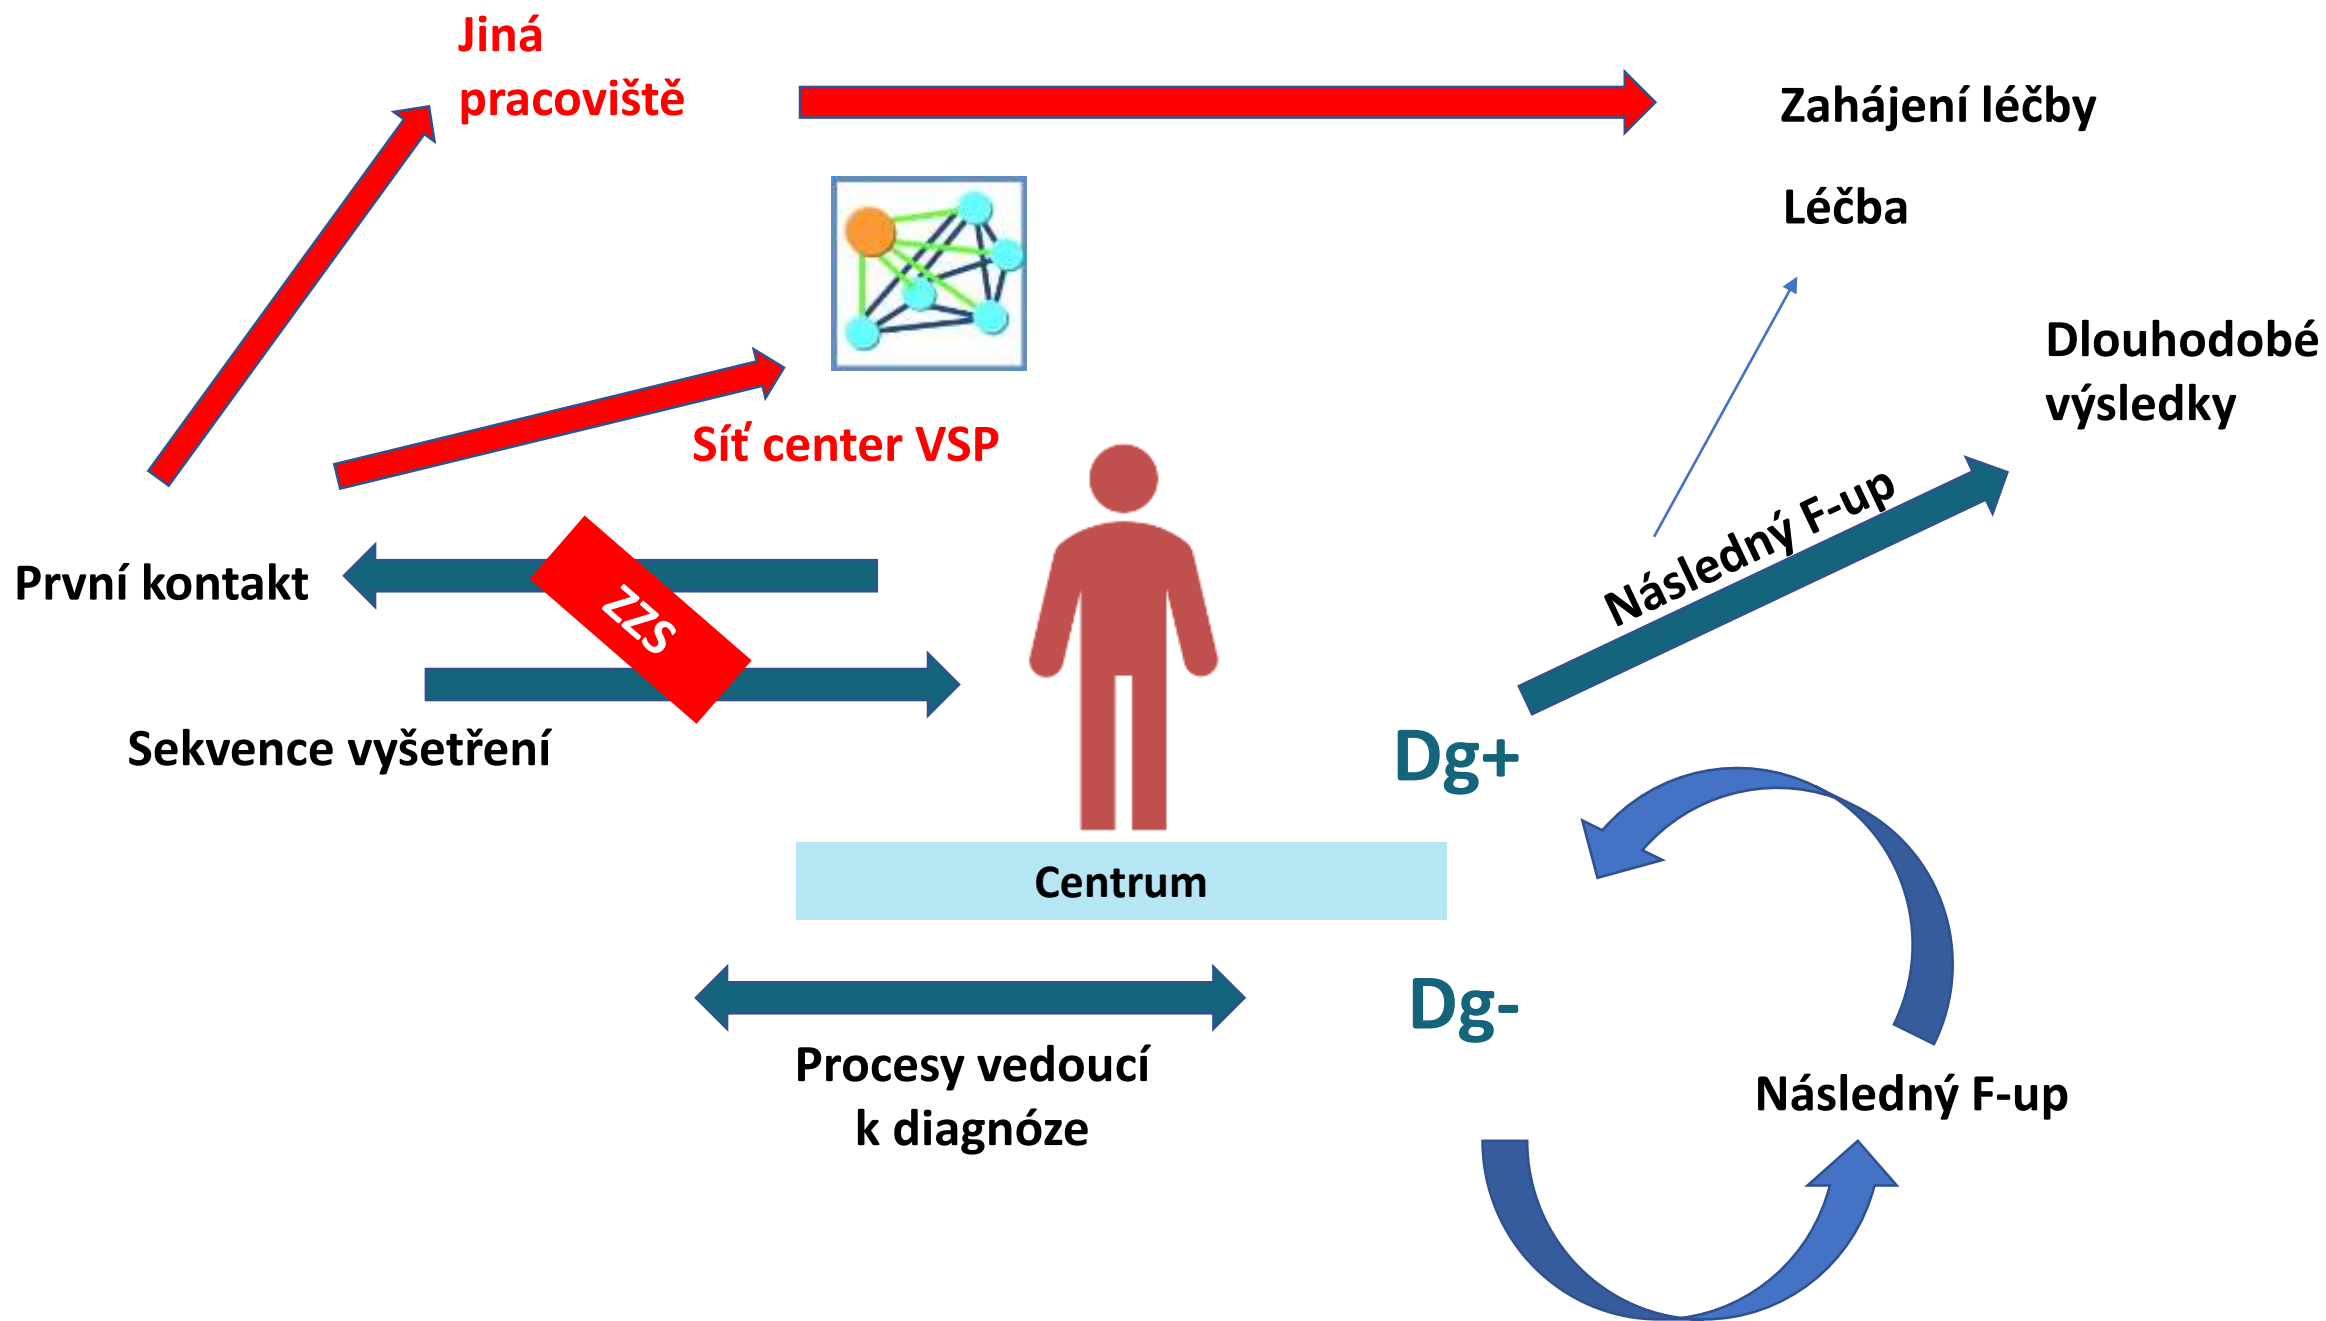 Jiná
pracoviště
Zahájení léčby
Léčba
Dlouhodobé
výsledky
Síť center VSP
Následný F-up
První kontakt
ZZS
Sekvence vyšetření
Dg+
Centrum
Dg-
Procesy vedoucí
k diagnóze
Následný F-up